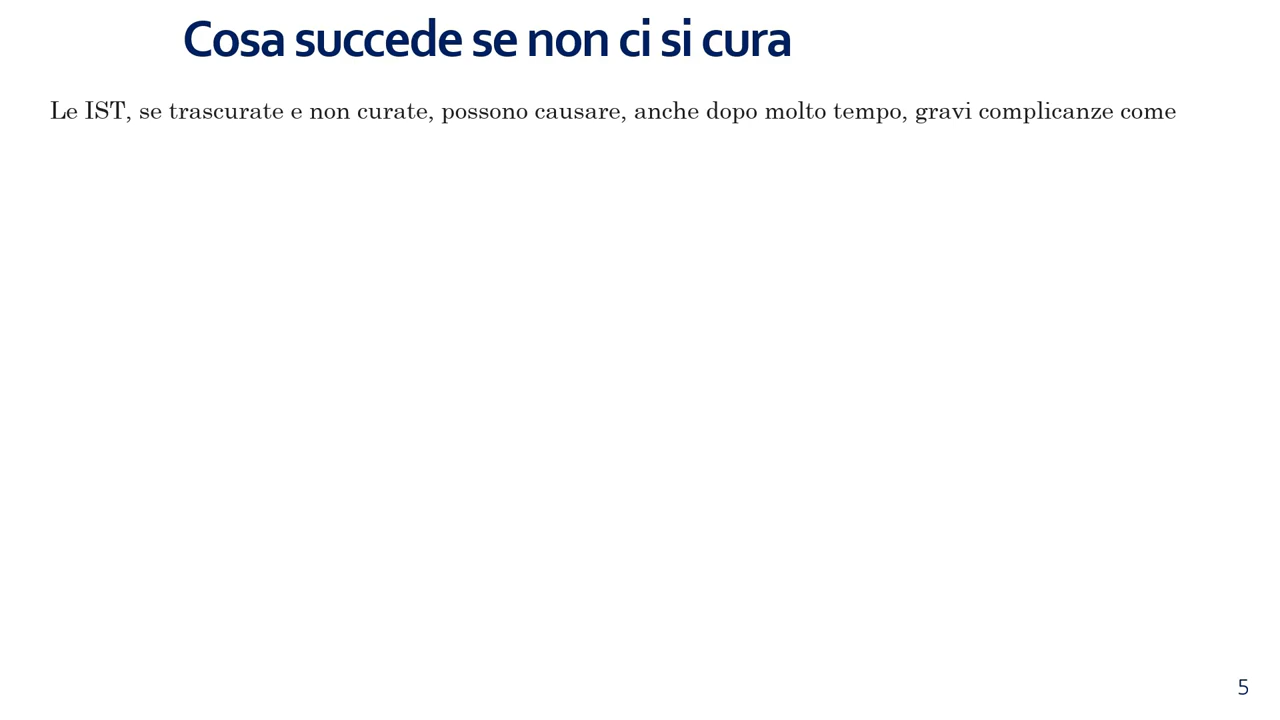 Cosa succede se non ci si cura
Le IST, se trascurate e non curate, possono causare, anche dopo molto tempo, gravi complicanze come
5